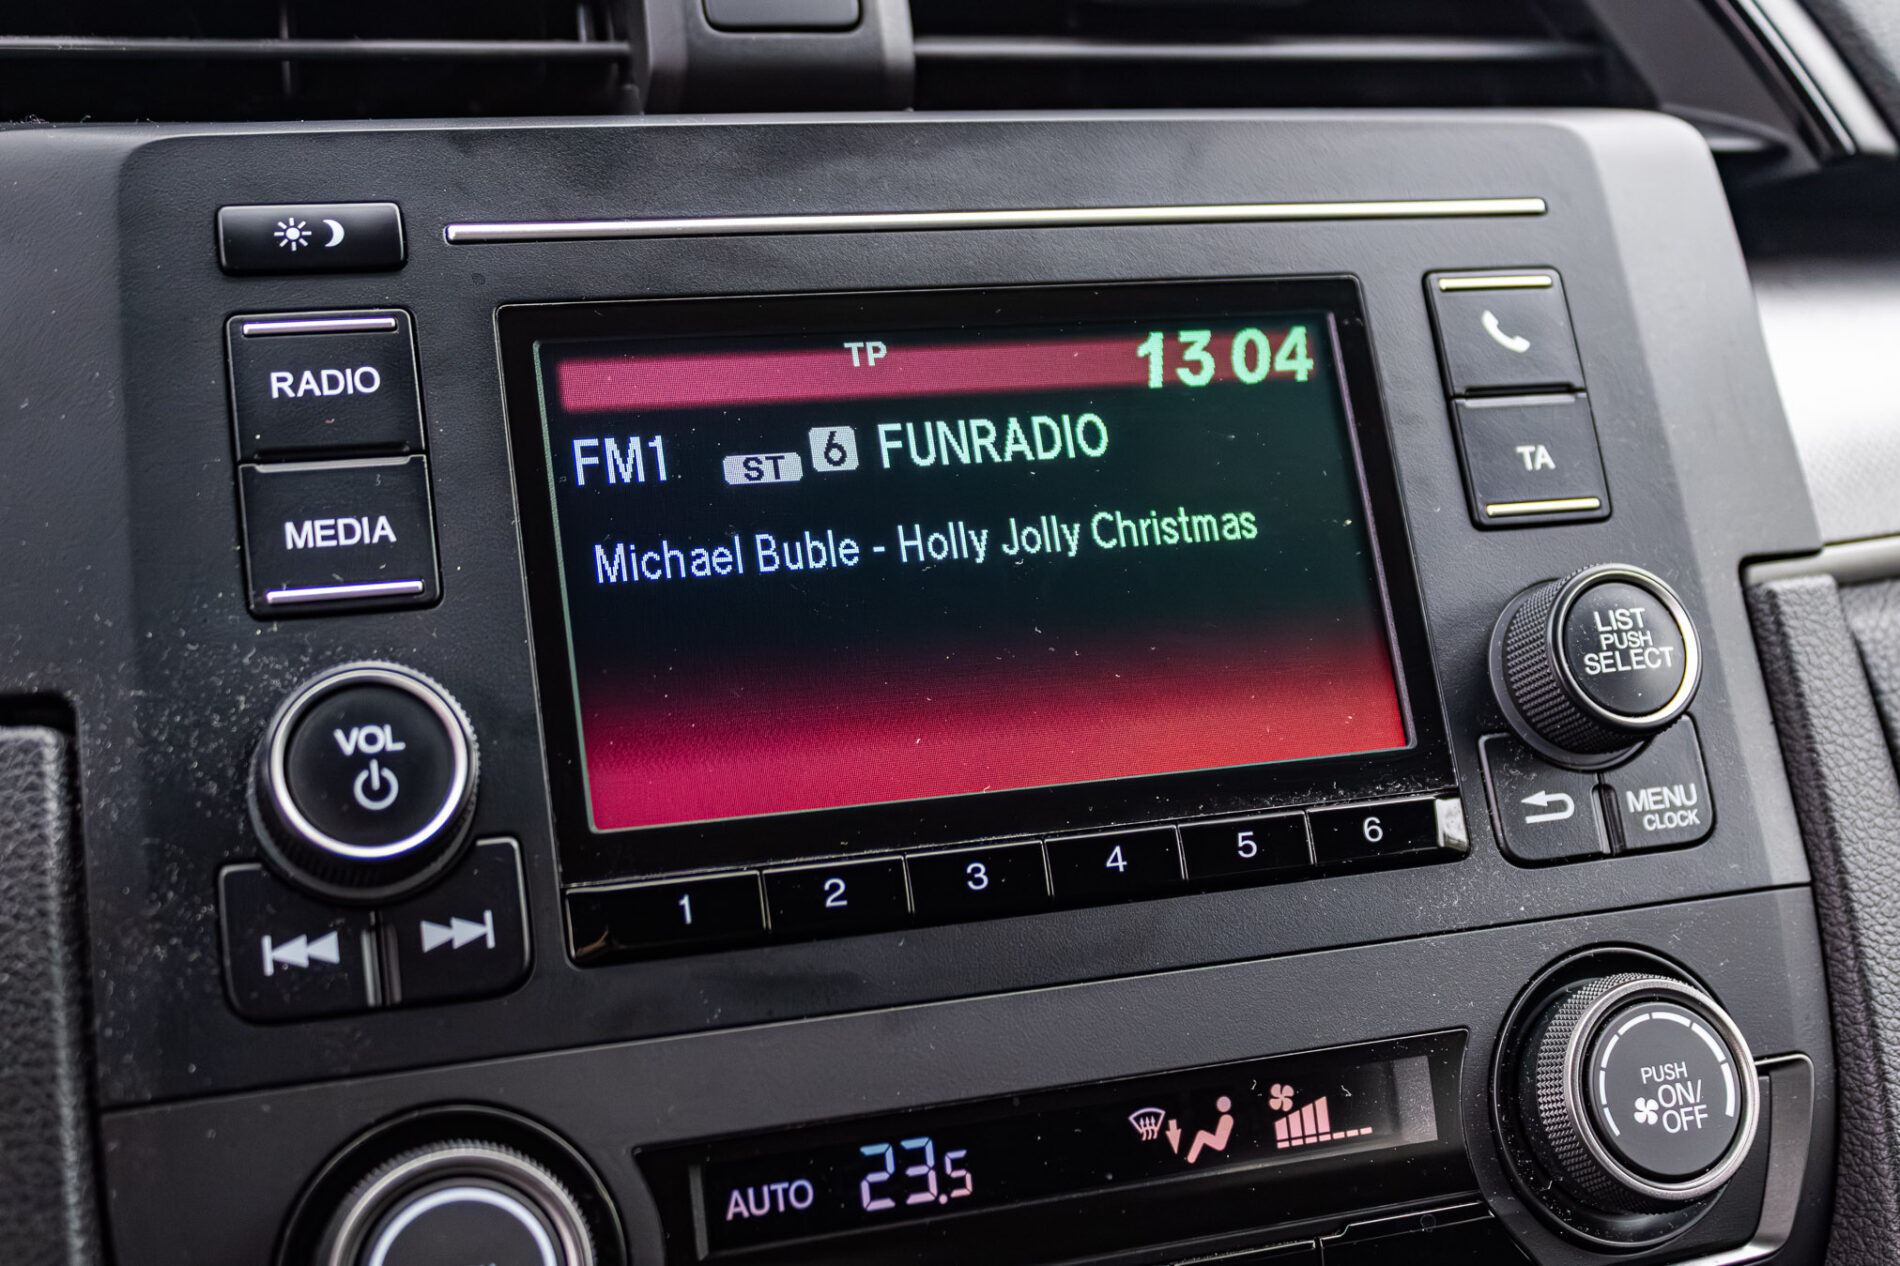 TP
13 04
FM1 ST 6 FUNRADIO
Michael Buble - Holly Jolly Christmas
RADIO
MEDIA
VOL
TA
LIST
PUSH
SELECT
MENU
CLOCK
1 2 3 4 5 6
AUTO 23.5
PUSH
ON/
OFF